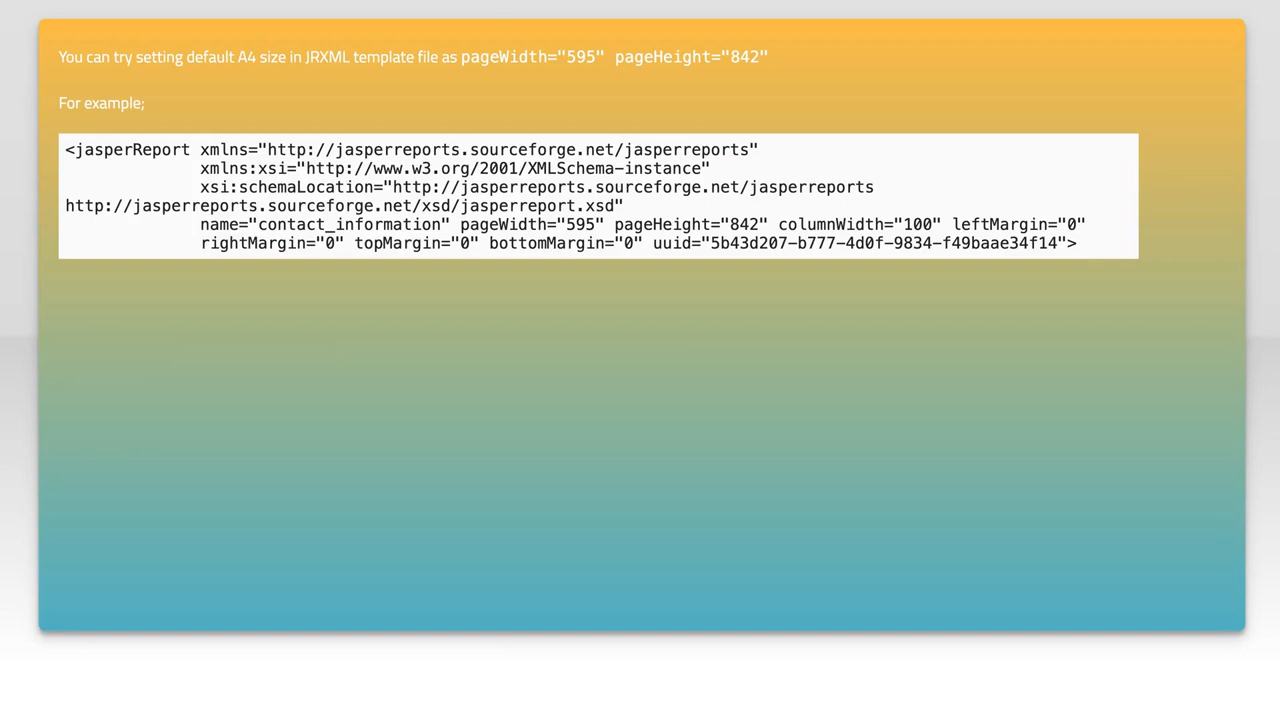 You can try setting default A4 size in JRXML template file as pageWidth="595" pageHeight="842"
For example;
<jasperReport xmlns="http://jasperreports.sourceforge.net/jasperreports"
xmlns:xsi="http://www.w3.org/2001/XMLSchema-instance"
xsi:schemaLocation="http://jasperreports.sourceforge.net/jasperreports
http://jasperreports.sourceforge.net/xsd/jasperreport.xsd"
name="contact_information" pageWidth="595" pageHeight="842" columnWidth="100" leftMargin="0"
rightMargin="0" topMargin="0" bottomMargin="0" uuid="5b43d207-b777-4d0f-9834-f49baae34f14">